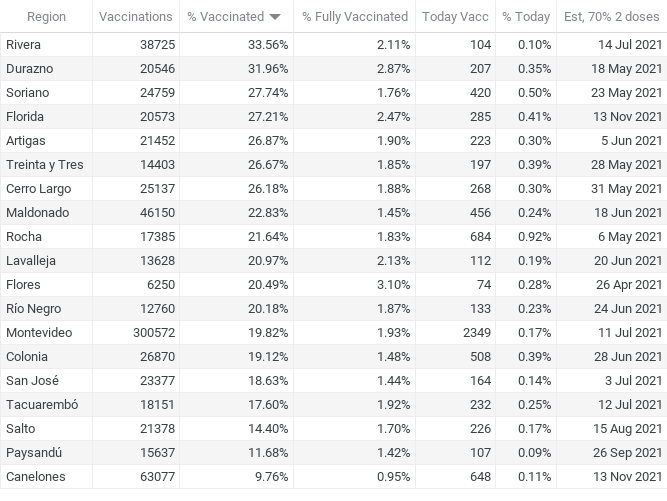 Region Vaccinations % Vaccinated % Fully Vaccinated Today Vacc % Today Est, 70% 2 doses
Rivera 38725 33.56% 2.11% 104 0.10% 14 Jul 2021
Durazno 20546 31.96% 2.87% 207 0.35% 18 May 2021
Soriano 24759 27.74% 1.76% 420 0.50% 23 May 2021
Florida 20573 27.21% 2.47% 285 0.41% 13 Nov 2021
Artigas 21452 26.87% 1.90% 223 0.30% 5 Jun 2021
Treinta y Tres 14403 26.67% 1.85% 197 0.39% 28 May 2021
Cerro Largo 25137 26.18% 1.88% 268 0.30% 31 May 2021
Maldonado 46150 22.83% 1.45% 456 0.24% 18 Jun 2021
Rocha 17385 21.64% 1.83% 684 0.92% 6 May 2021
Lavalleja 13628 20.97% 2.13% 112 0.19% 20 Jun 2021
Flores 6250 20.49% 3.10% 74 0.28% 26 Apr 2021
Río Negro 12760 20.18% 1.87% 133 0.23% 24 Jun 2021
Montevideo 300572 19.82% 1.93% 2349 0.17% 11 Jul 2021
Colonia 26870 19.12% 1.48% 508 0.39% 28 Jun 2021
San José 23377 18.63% 1.44% 164 0.14% 3 Jul 2021
Tacuarembó 18151 17.60% 1.92% 232 0.25% 12 Jul 2021
Salto 21378 14.40% 1.70% 226 0.17% 15 Aug 2021
Paysandú 15637 11.68% 1.42% 107 0.09% 26 Sep 2021
Canelones 63077 9.76% 0.95% 648 0.11% 13 Nov 2021